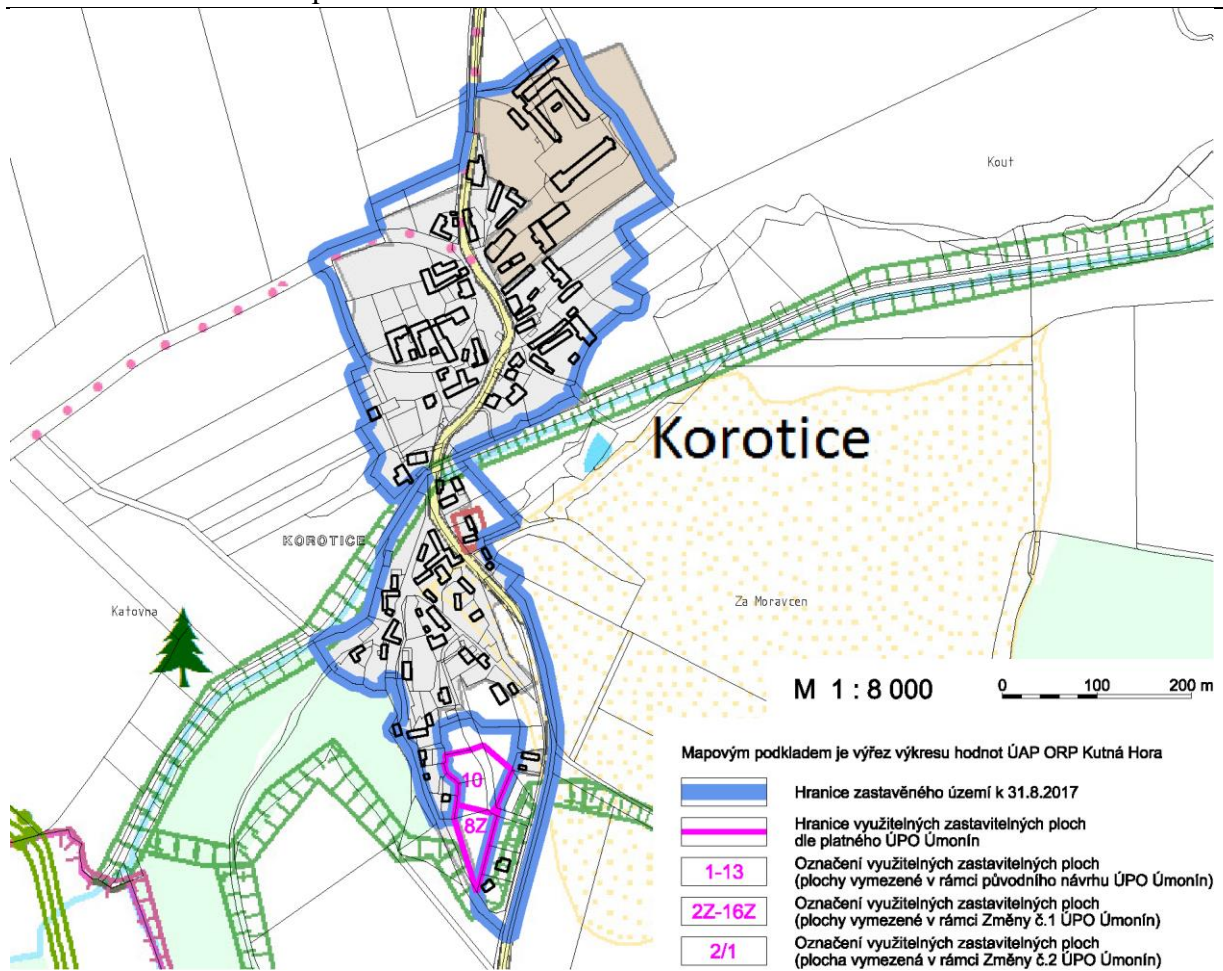 Kout
Korotice
KOROTICE
Katovna
Za Moravcen
10
8Z
M 1 : 8 000
0 100 200 m
Mapovým podkladem je výřez výkresu hodnot ÚAP ORP Kutná Hora
Hranice zastavěného území k 31.8.2017
Hranice využitelných zastavitelných ploch
dle platného ÚPO Úmonín
1-13
Označení využitelných zastavitelných ploch
(plochy vymezené v rámci původního návrhu ÚPO Úmonín)
2Z-16Z
Označení využitelných zastavitelných ploch
(plochy vymezené v rámci Změny č.1 ÚPO Úmonín)
2/1
Označení využitelných zastavitelných ploch
(plocha vymezená v rámci Změny č.2 ÚPO Úmonín)